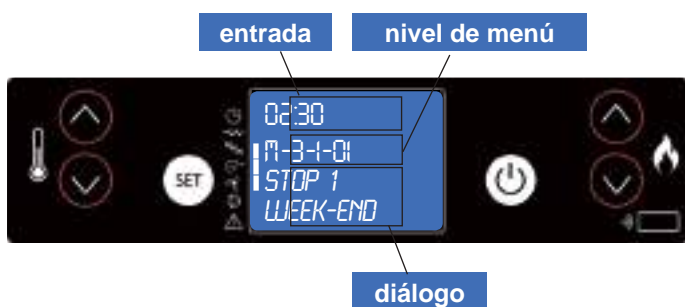 entrada
nivel de menú
02:30
M-3-1-01
SET
STOP 1
WEEK-END
diálogo